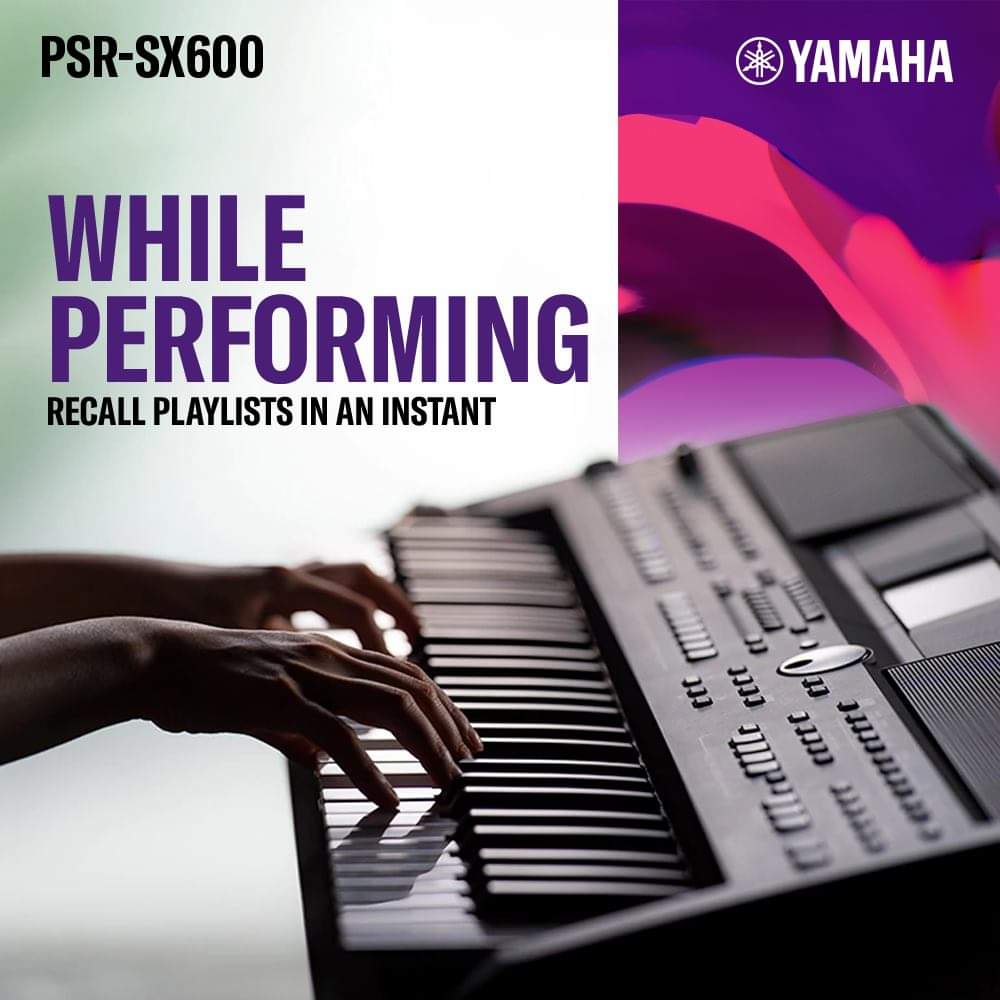 PSR-SX600
YAMAHA
WHILE
PERFORMING
RECALL PLAYLISTS IN AN INSTANT